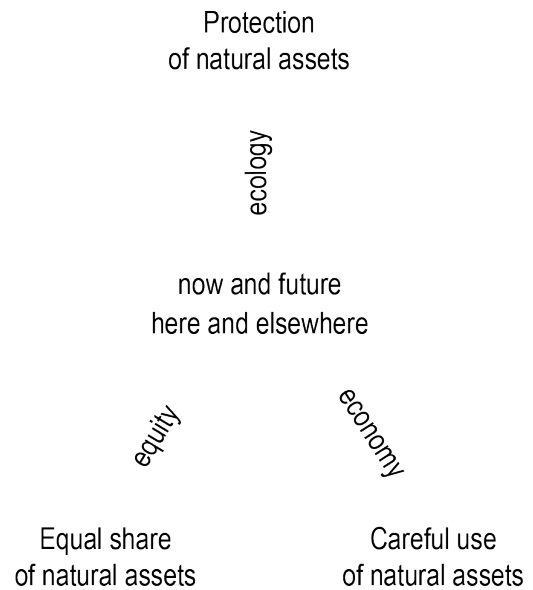 Protection
of natural assets
ecology
now and future
here and elsewhere
equity
economy
Equal share
of natural assets
Careful use
of natural assets